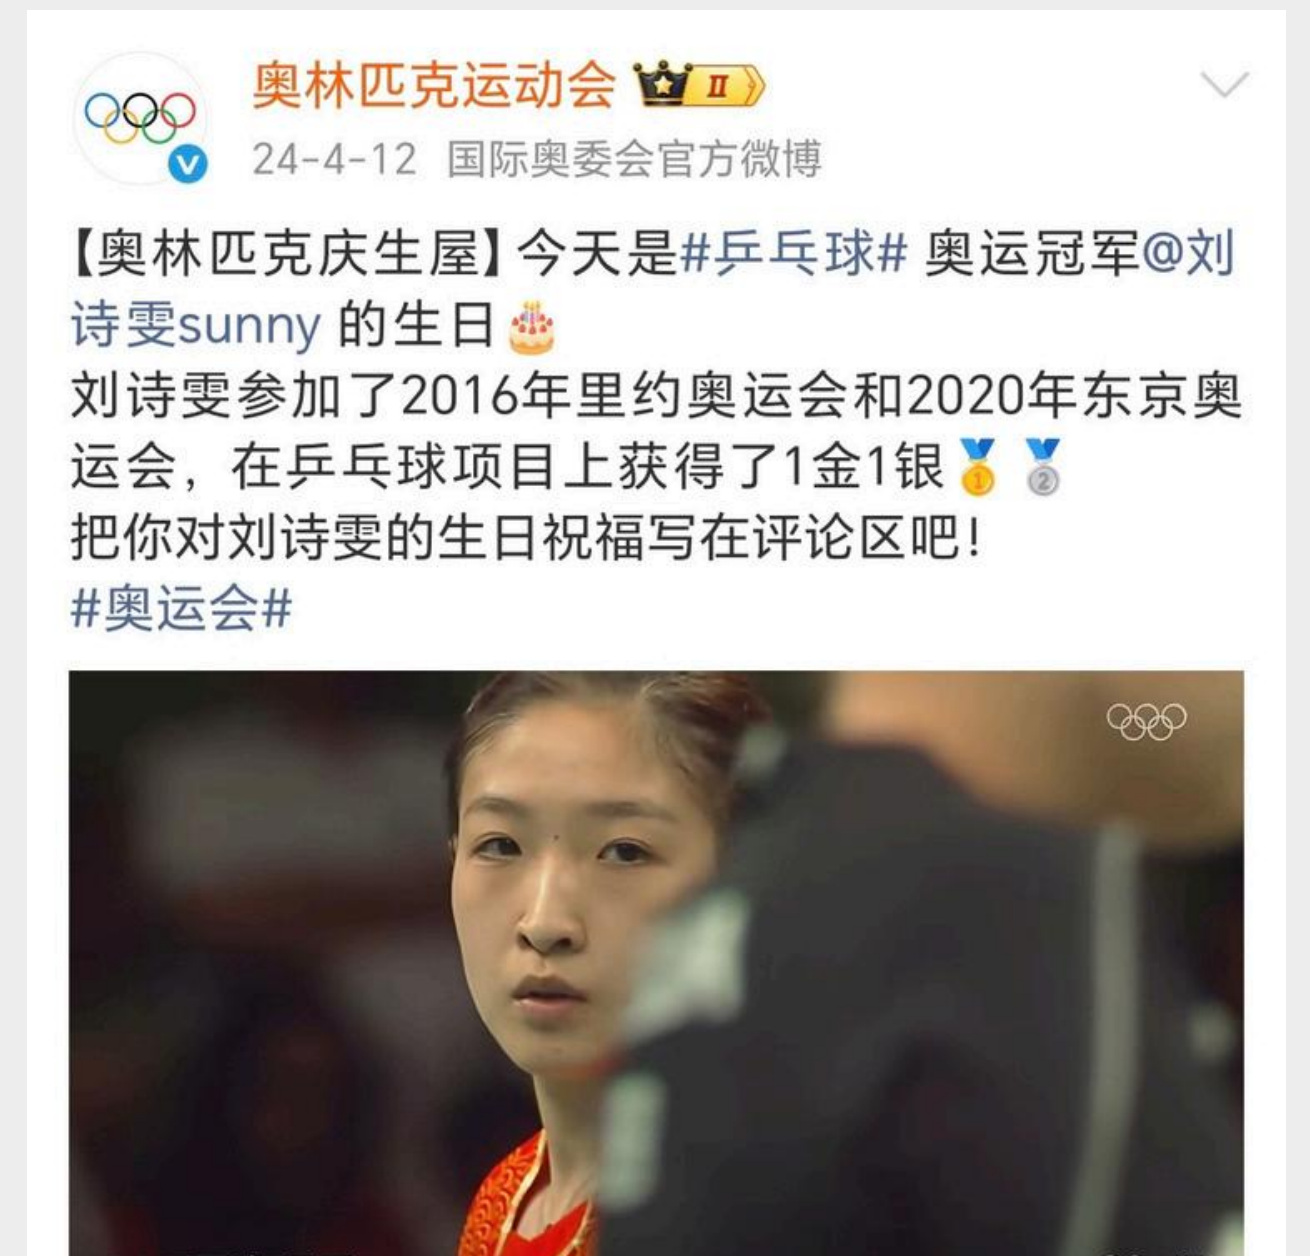 奥林匹克运动会 II
24-4-12 国际奥委会官方微博
【奥林匹克庆生屋】今天是#乒乓球# 奥运冠军@刘
诗雯sunny 的生日🎂
刘诗雯参加了2016年里约奥运会和2020年东京奥
运会，在乒乓球项目上获得了1金1银🥇🥈
把你对刘诗雯的生日祝福写在评论区吧！
#奥运会#